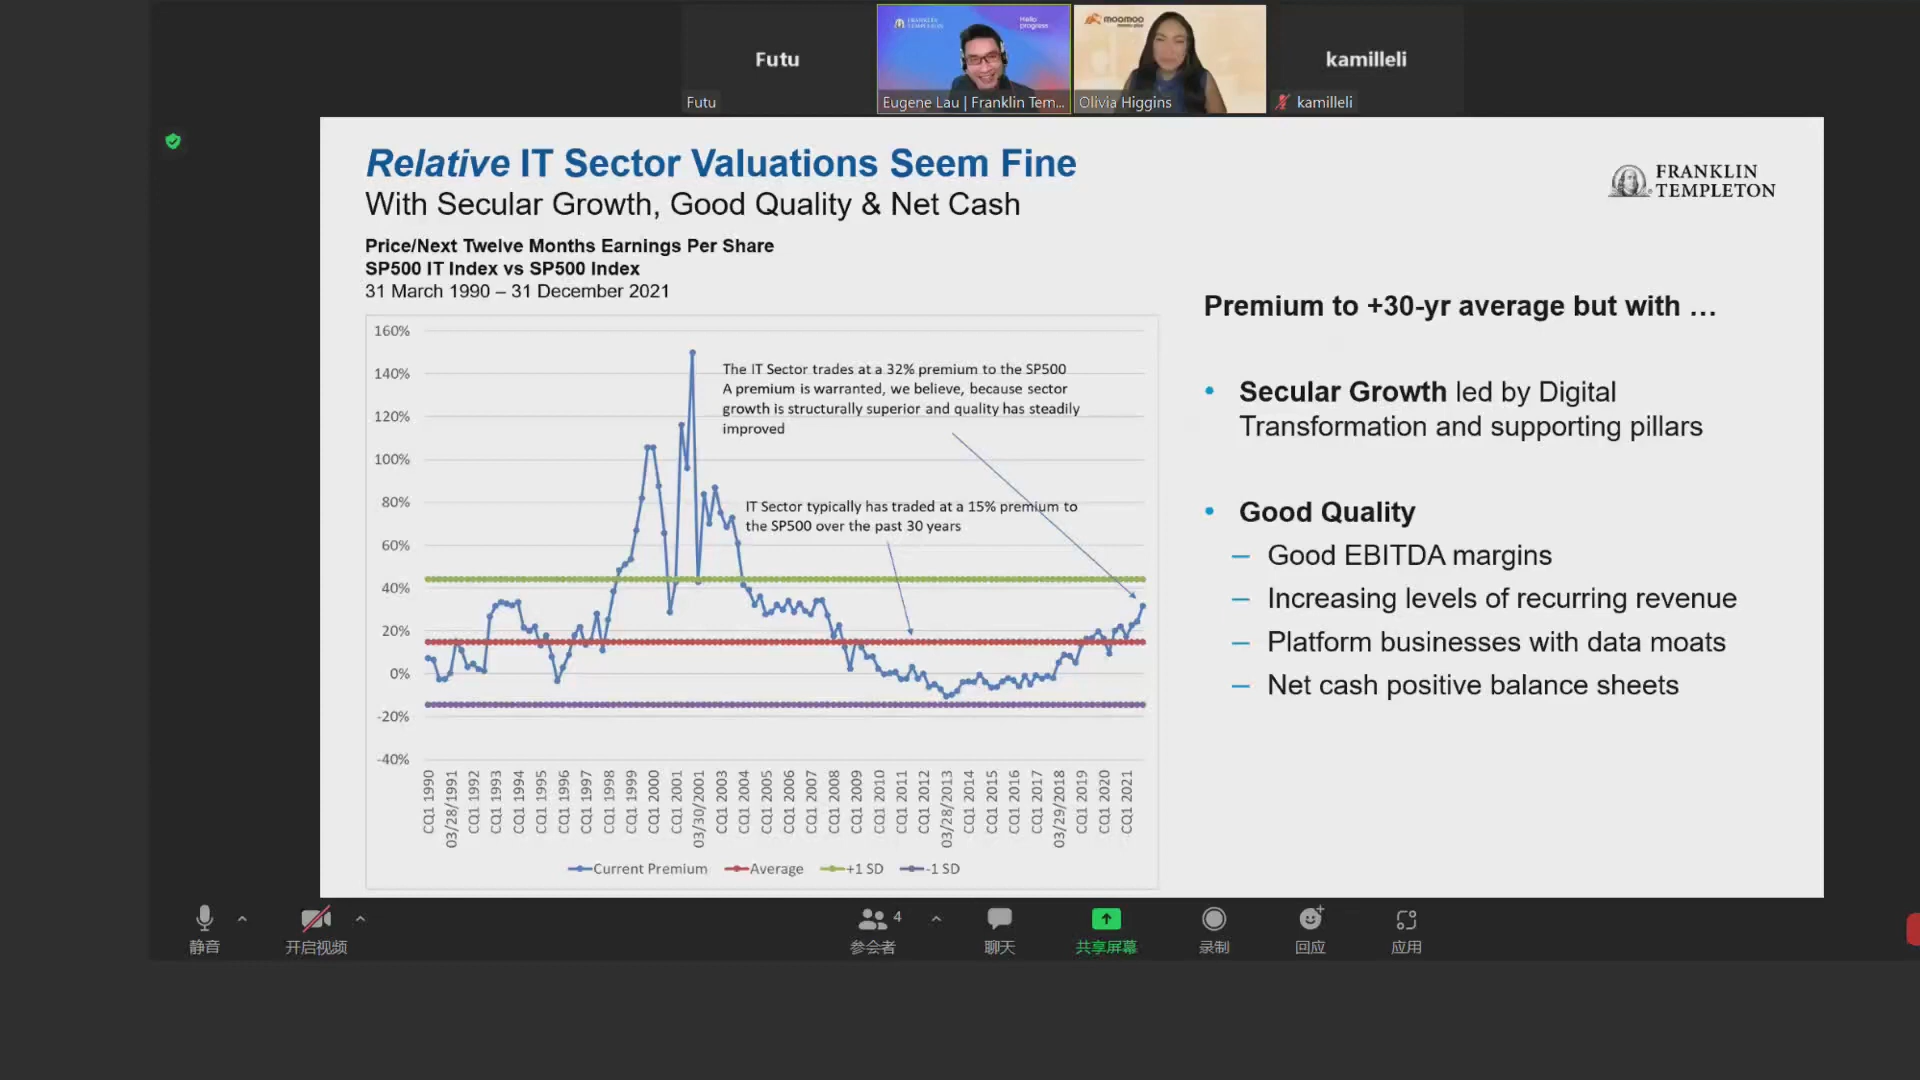 Futu
Futu
FRANKLIN
TEMPLETON
Hello
progress
Eugene Lau | Franklin Tem...
moomoo
Olivia Higgins
kamilleli
kamilleli
Relative IT Sector Valuations Seem Fine
With Secular Growth, Good Quality & Net Cash
FRANKLIN
TEMPLETON
Price/Next Twelve Months Earnings Per Share
SP500 IT Index vs SP500 Index
31 March 1990 – 31 December 2021
160%
140%
120%
100%
80%
60%
40%
20%
0%
-20%
-40%
The IT Sector trades at a 32% premium to the SP500
A premium is warranted, we believe, because sector
growth is structurally superior and quality has steadily
improved
IT Sector typically has traded at a 15% premium to
the SP500 over the past 30 years
CQ1 1990
03/28/1991
CQ1 1992
CQ1 1993
CQ1 1994
CQ1 1995
CQ1 1996
CQ1 1997
CQ1 1998
CQ1 1999
CQ1 2000
CQ1 2001
03/30/2001
CQ1 2003
CQ1 2004
CQ1 2005
CQ1 2006
CQ1 2007
CQ1 2008
CQ1 2009
CQ1 2010
CQ1 2011
CQ1 2012
03/28/2013
CQ1 2014
CQ1 2015
CQ1 2016
CQ1 2017
03/29/2018
CQ1 2019
CQ1 2020
CQ1 2021
Current Premium
Average
+1 SD
-1 SD
Premium to +30-yr average but with …
• Secular Growth led by Digital
Transformation and supporting pillars
• Good Quality
– Good EBITDA margins
– Increasing levels of recurring revenue
– Platform businesses with data moats
– Net cash positive balance sheets
静音
开启视频
4
参会者
聊天
共享屏幕
录制
回应
应用